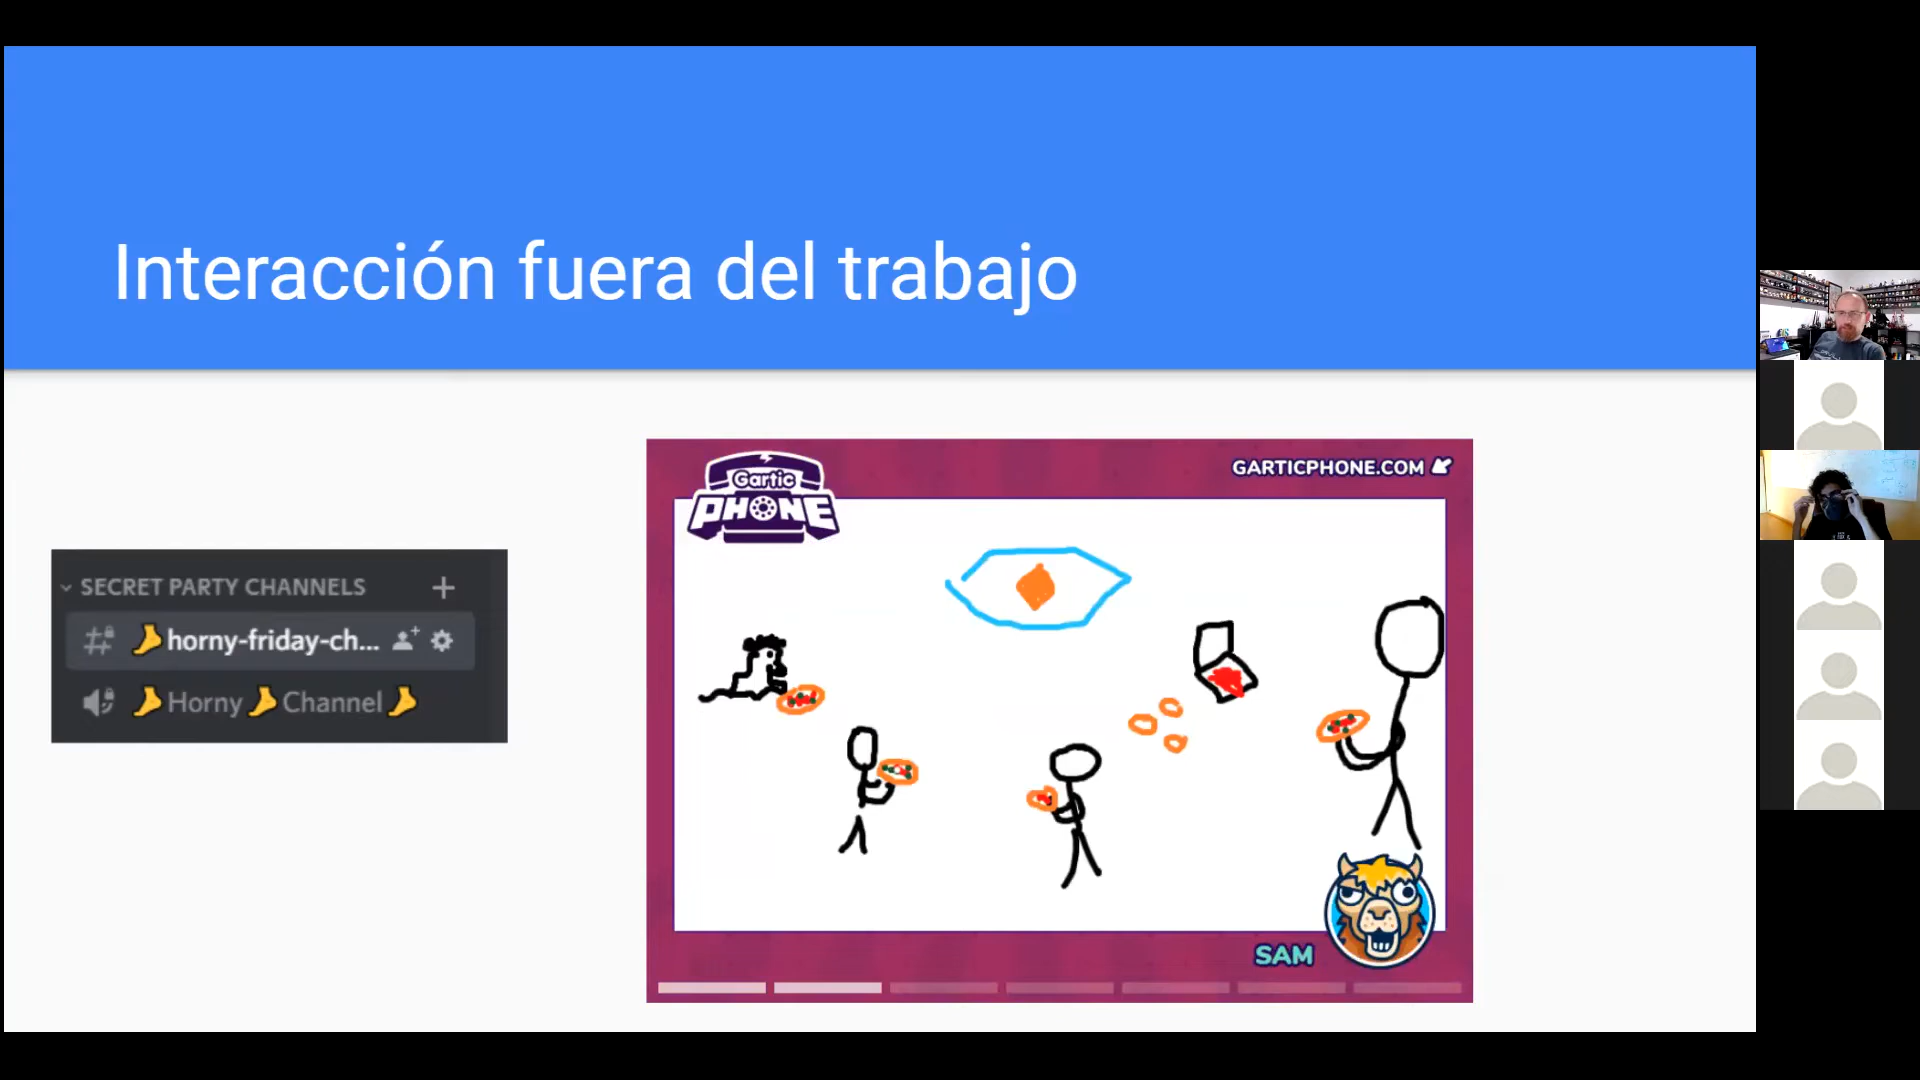 Interacción fuera del trabajo
SECRET PARTY CHANNELS
horny-friday-ch...
Horny Channel
Gartic
PHONE
GARTICPHONE.COM
SAM